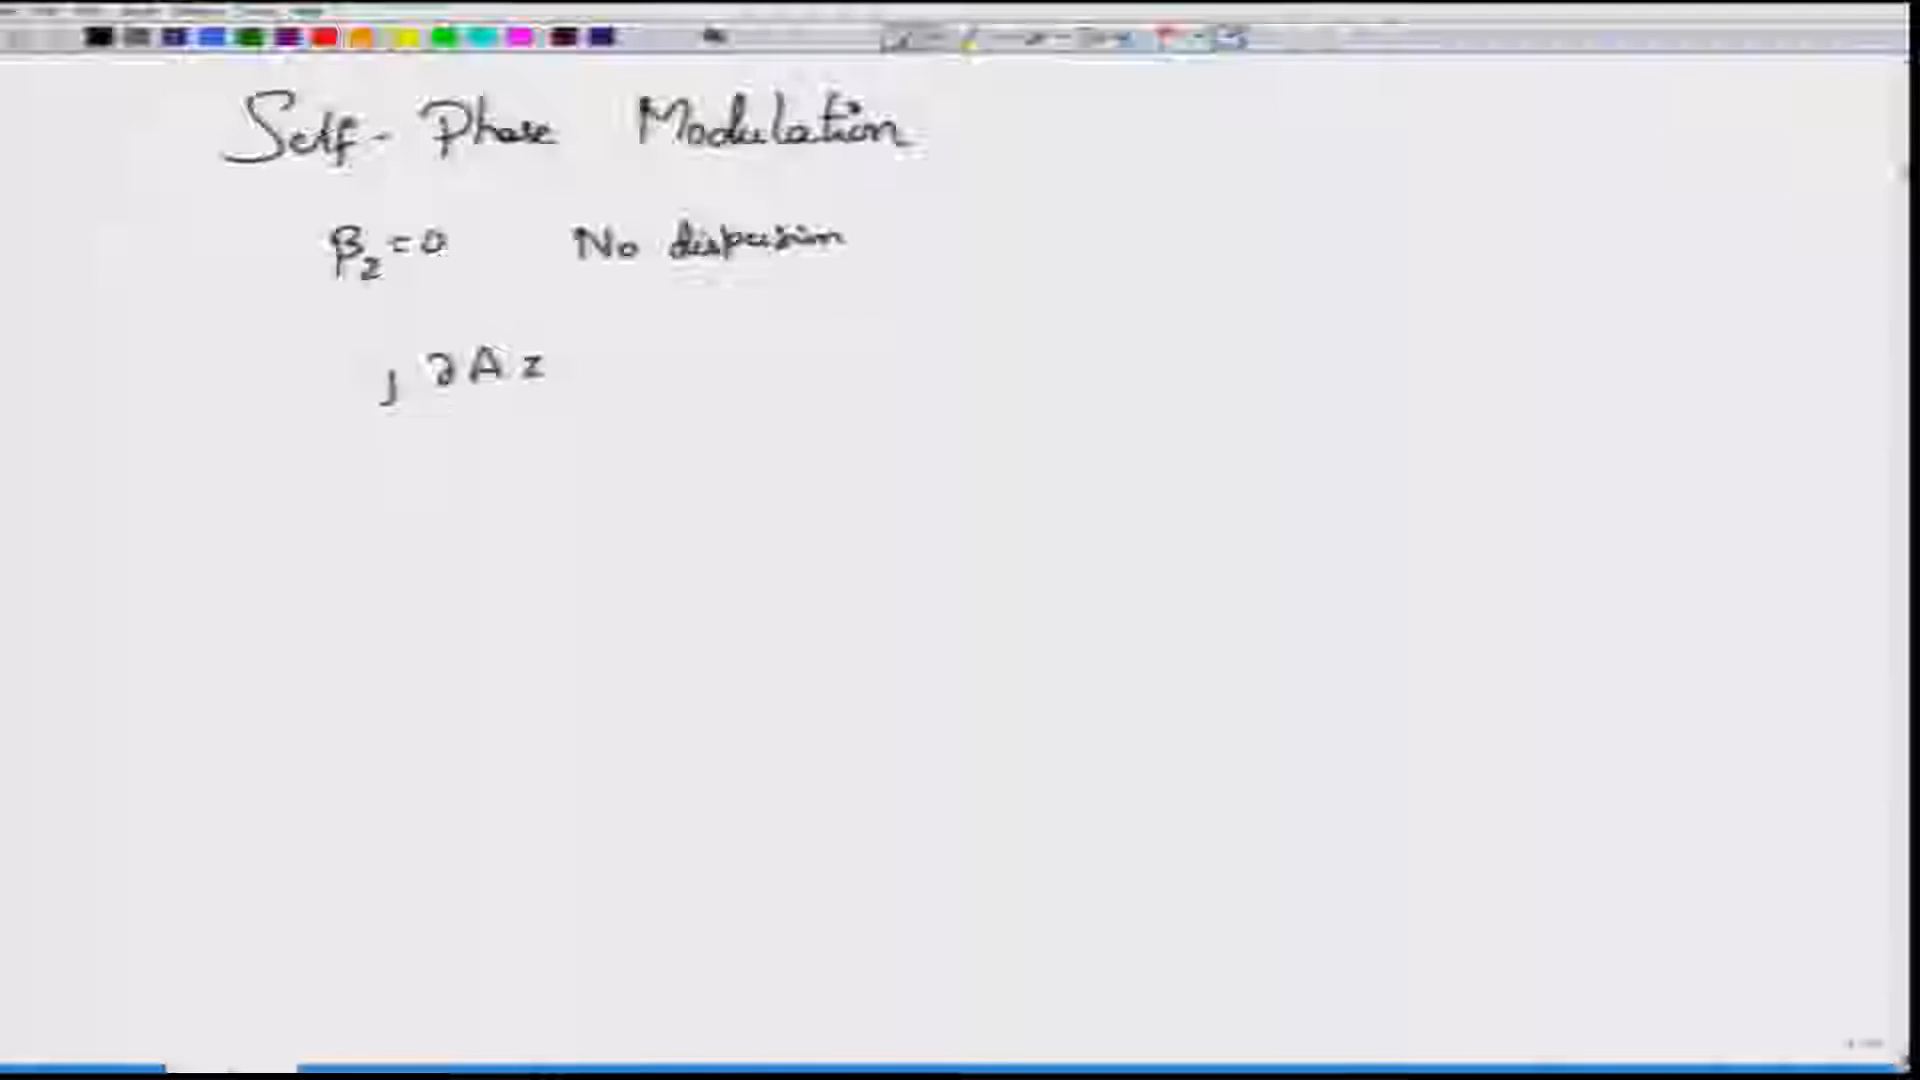 Self-Phase Modulation
β₂ = 0 No dispersion
j ∂A z